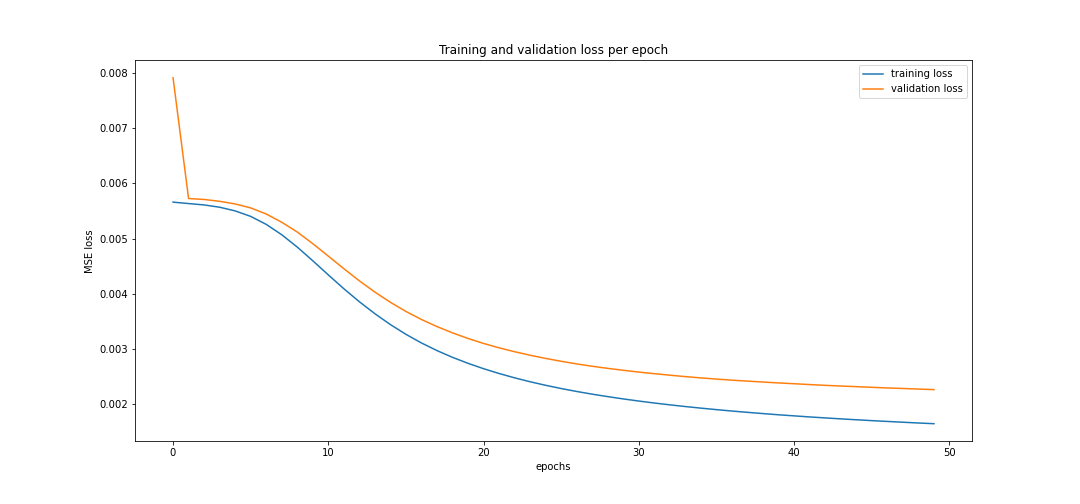 Training and validation loss per epoch
training loss
validation loss
MSE loss
0.008
0.007
0.006
0.005
0.004
0.003
0.002
0 10 20 30 40 50
epochs